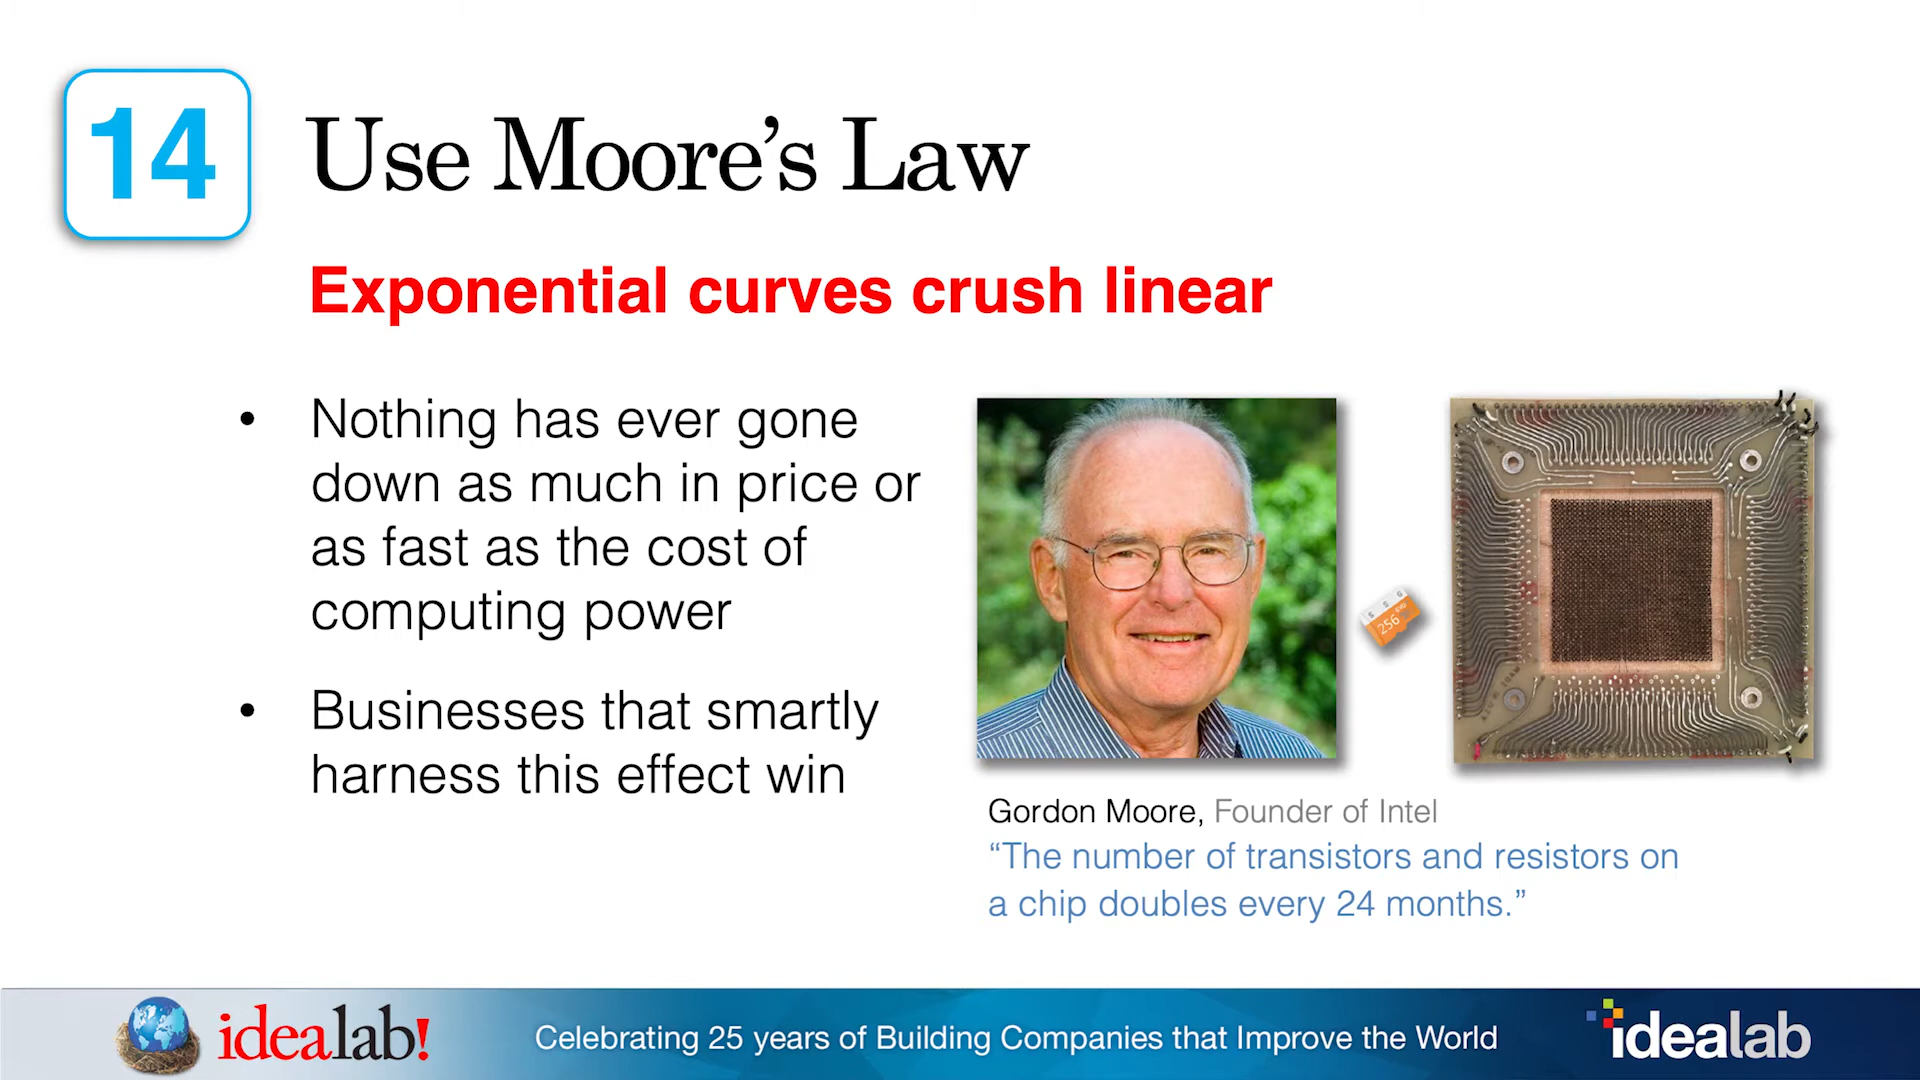 14
Use Moore’s Law
Exponential curves crush linear
• Nothing has ever gone
down as much in price or
as fast as the cost of
computing power
• Businesses that smartly
harness this effect win
256
EVO
Gordon Moore, Founder of Intel
“The number of transistors and resistors on
a chip doubles every 24 months.”
idealab!
Celebrating 25 years of Building Companies that Improve the World
idealab